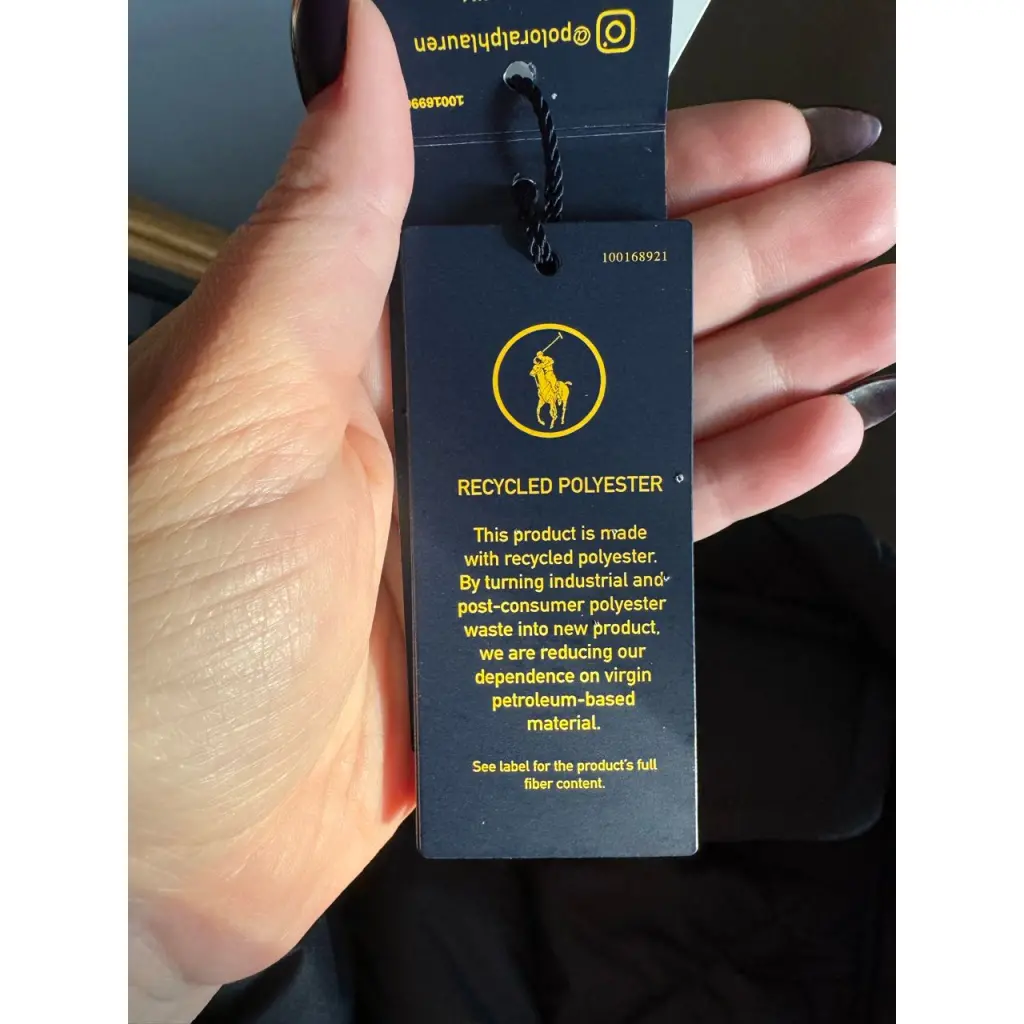 @poloralphlauren
100168921
RECYCLED POLYESTER
This product is made
with recycled polyester.
By turning industrial and
post-consumer polyester
waste into new product,
we are reducing our
dependence on virgin
petroleum-based
material.
See label for the product's full
fiber content.